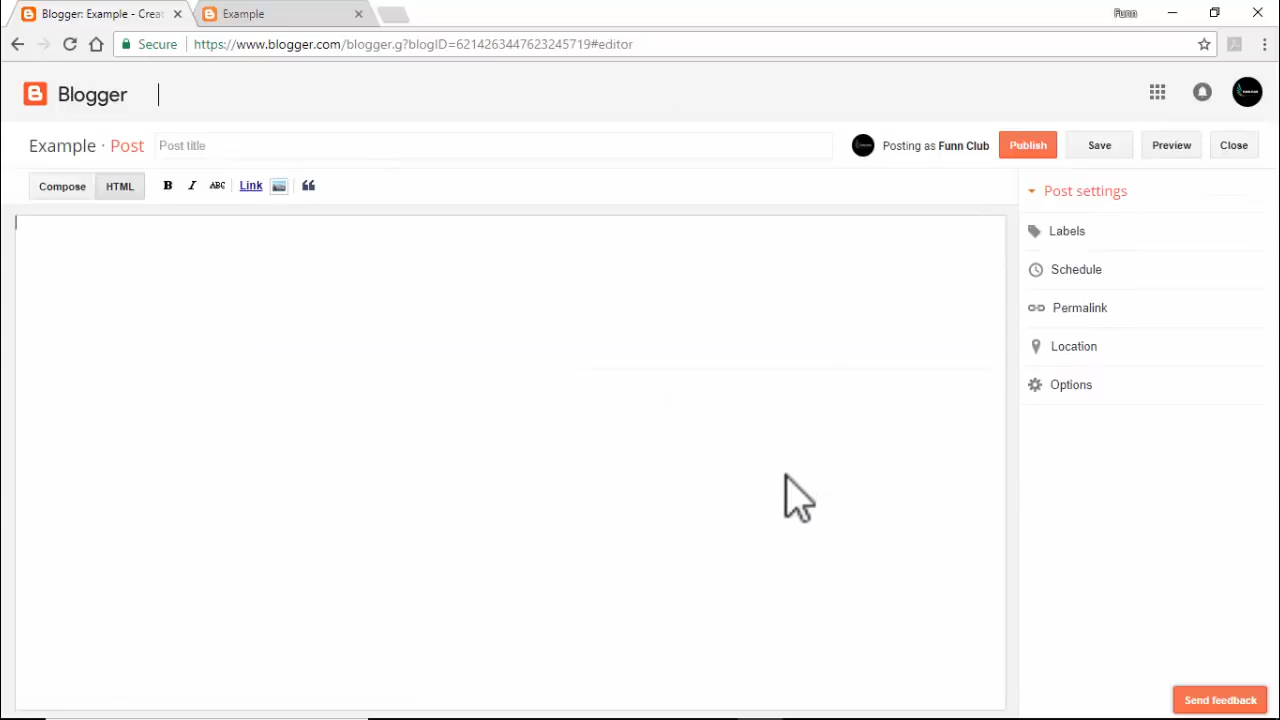 Blogger: Example - Creat
Example
Funn
Secure
https://www.blogger.com/blogger.g?blogID=6214263447623245719#editor
Blogger
Example · Post
Post title
Posting as Funn Club
Publish
Save
Preview
Close
Compose
HTML
B
I
ABC
Link
Post settings
Labels
Schedule
Permalink
Location
Options
Send feedback